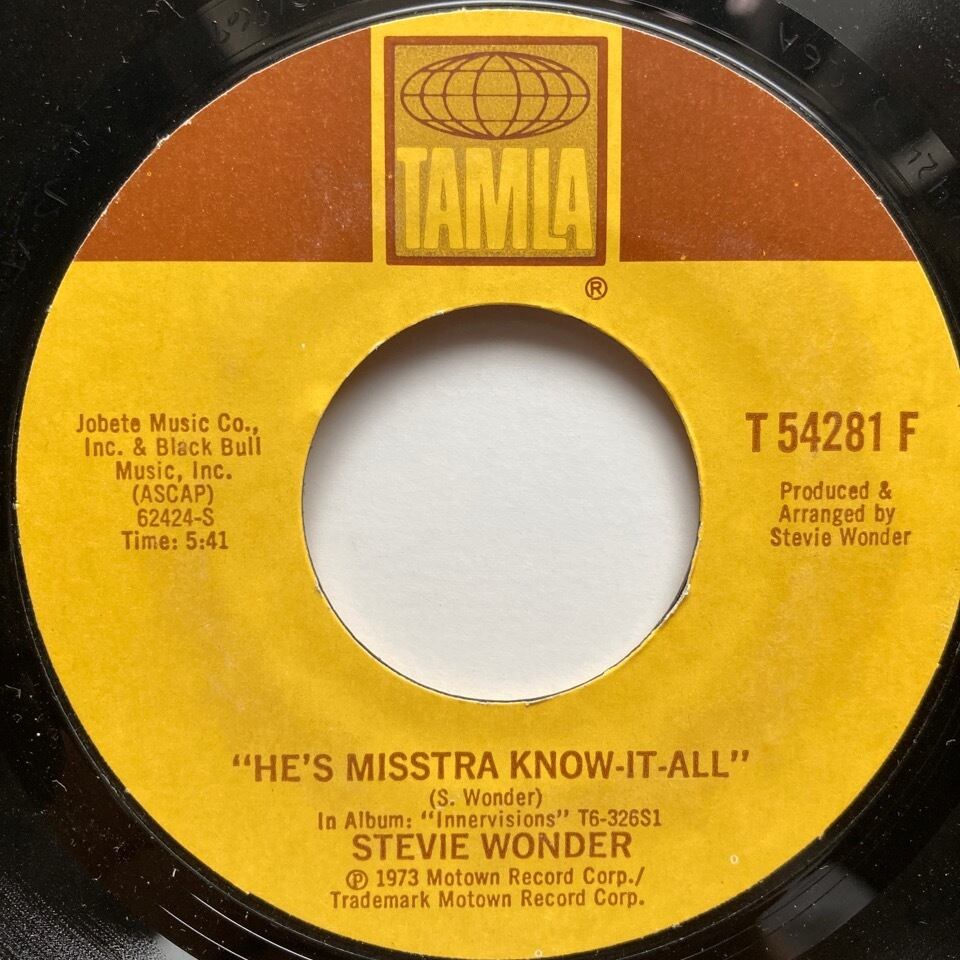 TAMLA
®
Jobete Music Co.,
Inc. & Black Bull
Music, Inc.
(ASCAP)
62424-S
Time: 5:41
T 54281 F
Produced &
Arranged by
Stevie Wonder
"HE'S MISSTRA KNOW-IT-ALL"
(S. Wonder)
In Album: "Innervisions" T6-326S1
STEVIE WONDER
℗ 1973 Motown Record Corp./
Trademark Motown Record Corp.